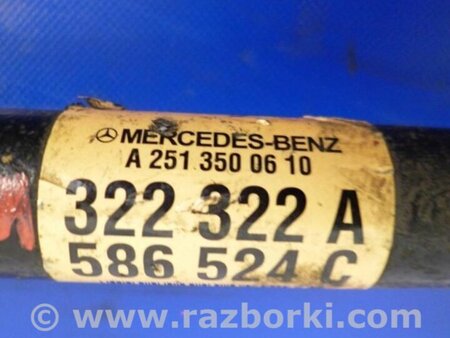 MERCEDES-BENZ
A 251 350 06 10
322 322 A
586 524 C
www.razborki.com